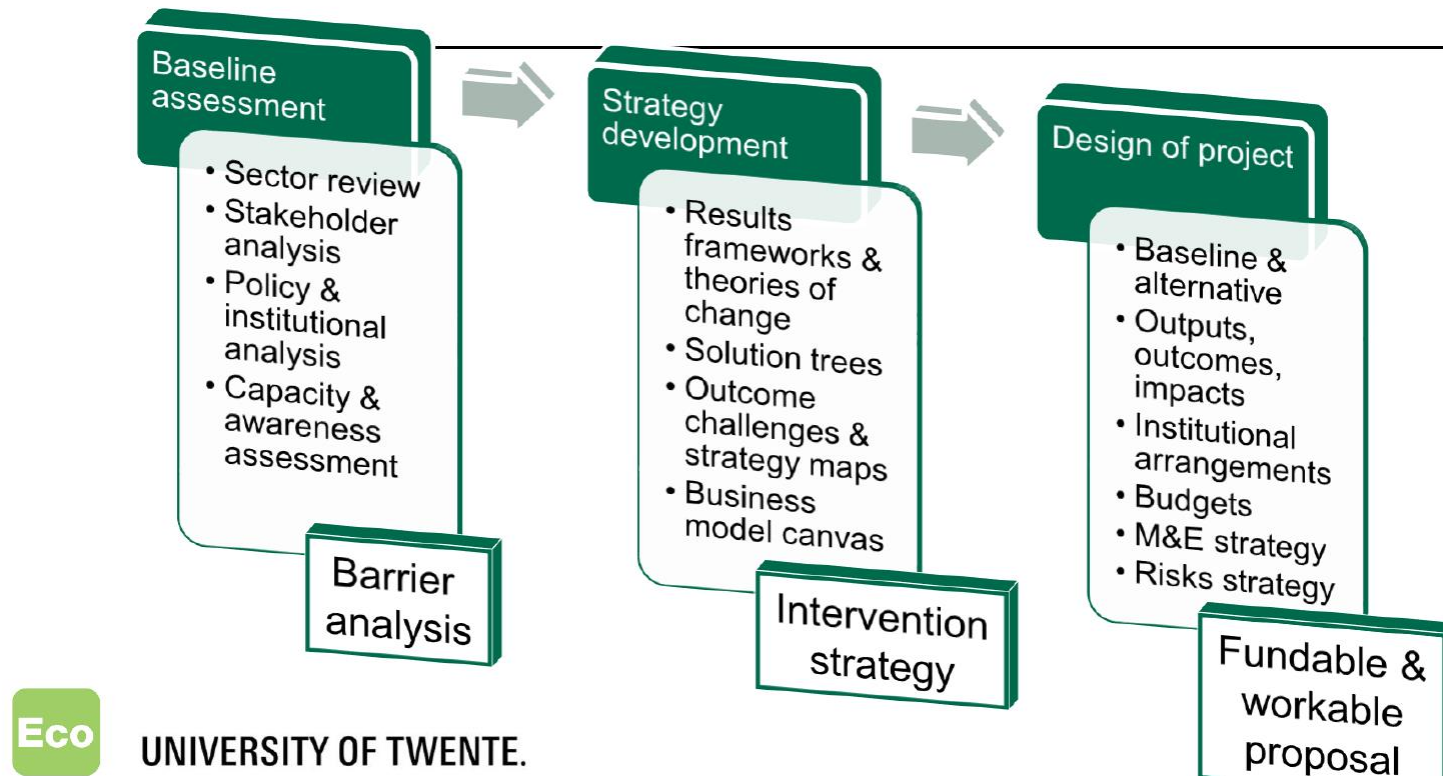 Baseline
assessment
• Sector review
• Stakeholder
analysis
• Policy &
institutional
analysis
• Capacity &
awareness
assessment
Barrier
analysis
Strategy
development
• Results
frameworks &
theories of
change
• Solution trees
• Outcome
challenges &
strategy maps
• Business
model canvas
Intervention
strategy
Design of project
• Baseline &
alternative
• Outputs,
outcomes,
impacts
• Institutional
arrangements
• Budgets
• M&E strategy
• Risks strategy
Fundable &
workable
proposal
Eco
UNIVERSITY OF TWENTE.